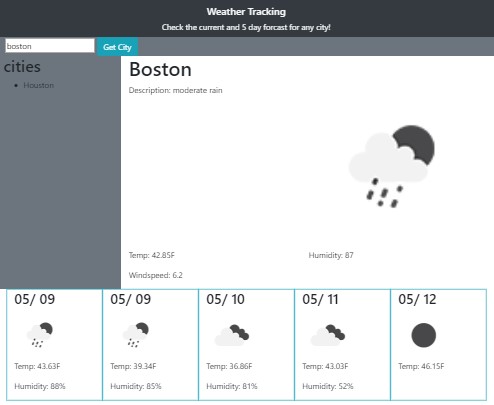 Weather Tracking
Check the current and 5 day forcast for any city!
boston Get City
cities
Houston
Boston
Description: moderate rain
Temp: 42.85F Humidity: 87
Windspeed: 6.2
05/ 09 05/ 09 05/ 10 05/ 11 05/ 12
Temp: 43.63F Temp: 39.34F Temp: 36.86F Temp: 43.03F Temp: 46.15F
Humidity: 88% Humidity: 85% Humidity: 81% Humidity: 52%